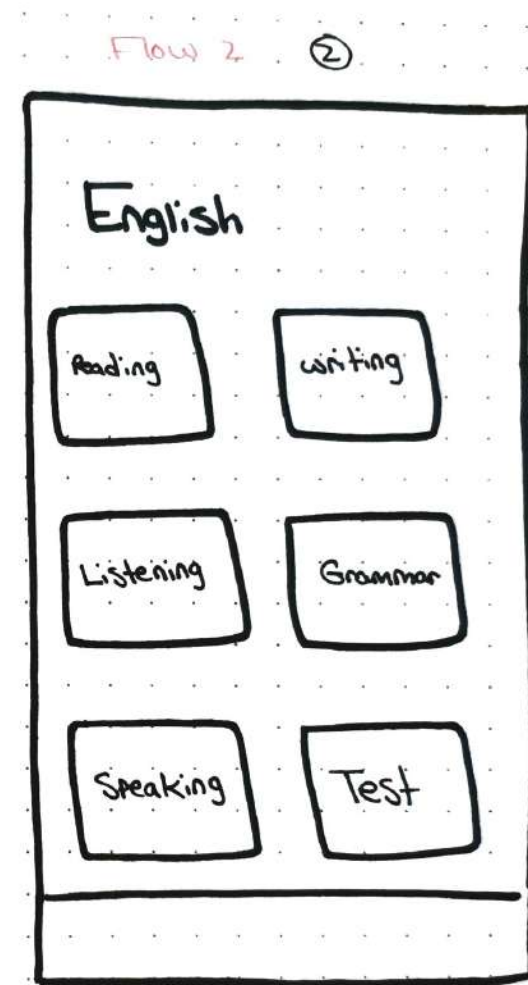 Flow 2 2
English
Reading writing
Listening Grammar
Speaking Test